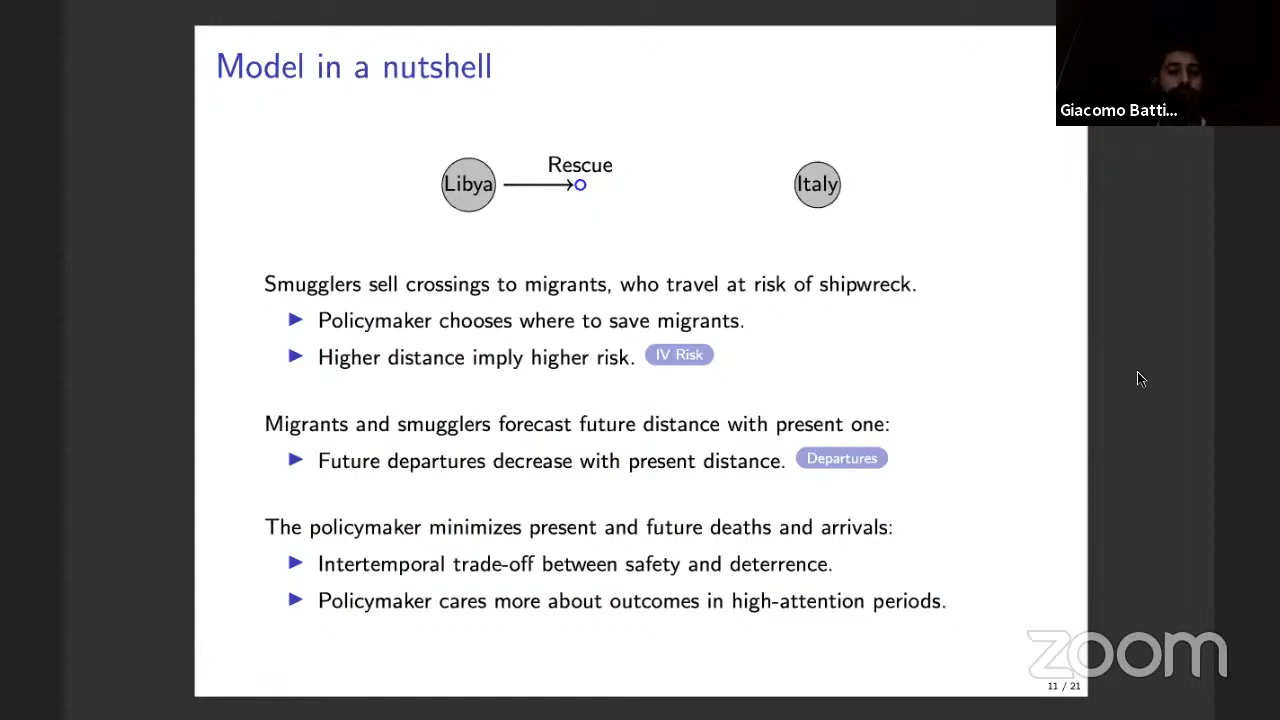 Model in a nutshell
Giacomo Batti...
Rescue
Libya
Italy
Smugglers sell crossings to migrants, who travel at risk of shipwreck.
Policymaker chooses where to save migrants.
Higher distance imply higher risk. IV Risk
Migrants and smugglers forecast future distance with present one:
Future departures decrease with present distance. Departures
The policymaker minimizes present and future deaths and arrivals:
Intertemporal trade-off between safety and deterrence.
Policymaker cares more about outcomes in high-attention periods.
zoom
11 / 21